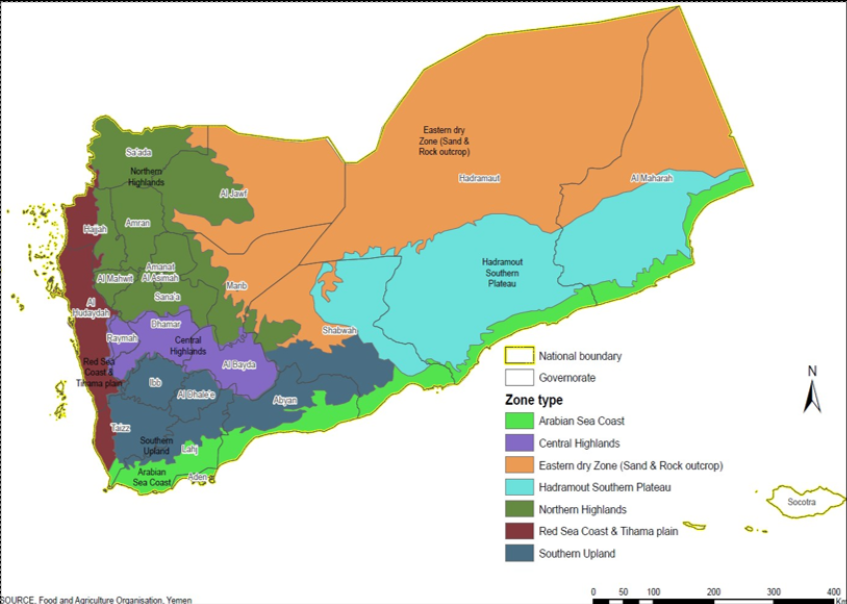 Eastern dry
Zone (Sand &
Rock outcrop)
Sa'ada
Northern
Highlands
Hadramaut
Al Maharah
Al Jawf
Hajjah
Amran
Amanat
Al Asimah
Al Mahwit
Sana'a
Marib
Hadramout
Southern
Plateau
Al
Hudaydah
Dhamar
Raymah
Central
Highlands
Shabwah
Al Bayda
Red Sea
Coast &
Tihama plain
Ibb
Al Dhale'e
Abyan
Taizz
Southern
Upland
Lahj
Arabian
Sea Coast
Aden
National boundary
Governorate
Zone type
Arabian Sea Coast
Central Highlands
Eastern dry Zone (Sand & Rock outcrop)
Hadramout Southern Plateau
Northern Highlands
Red Sea Coast & Tihama plain
Southern Upland
N
Socotra
0 50 100 200 300 400
Km
SOURCE, Food and Agriculture Organisation, Yemen